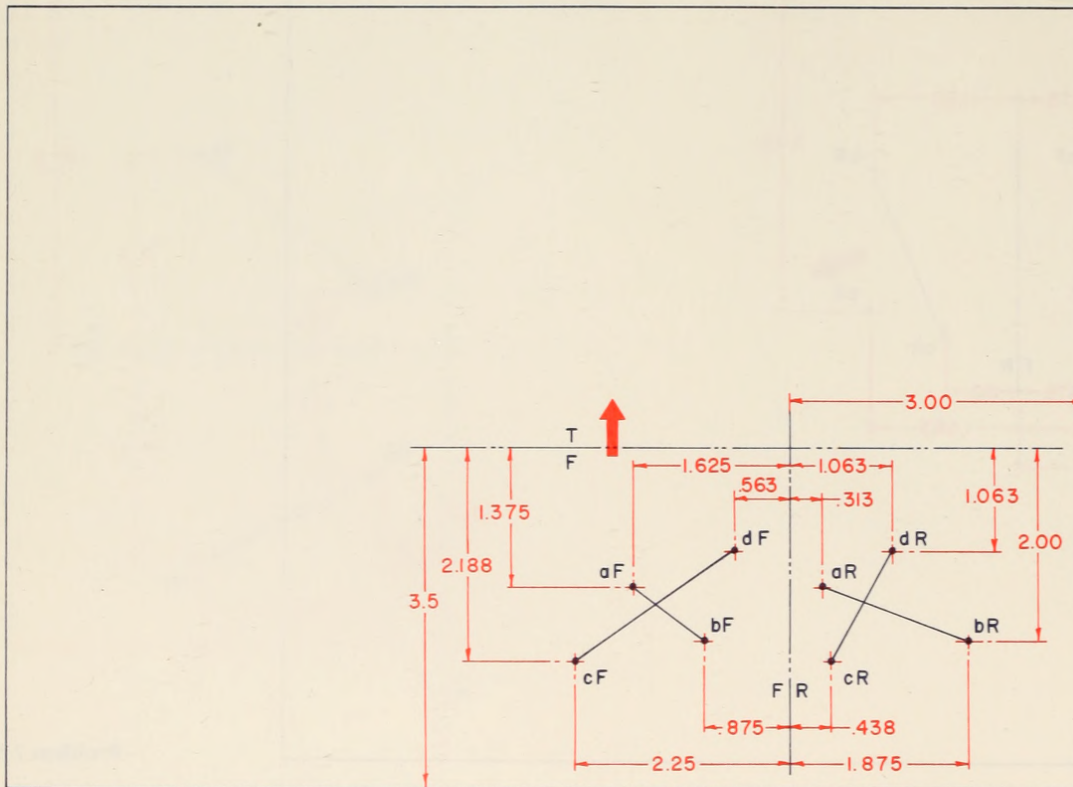 3.00
T
F
1.625
1.063
.563
.313
1.375
1.063
dF
dR
2.00
2.188
aF
aR
3.5
bF
bR
cF
F R
cR
.875
.438
2.25
1.875